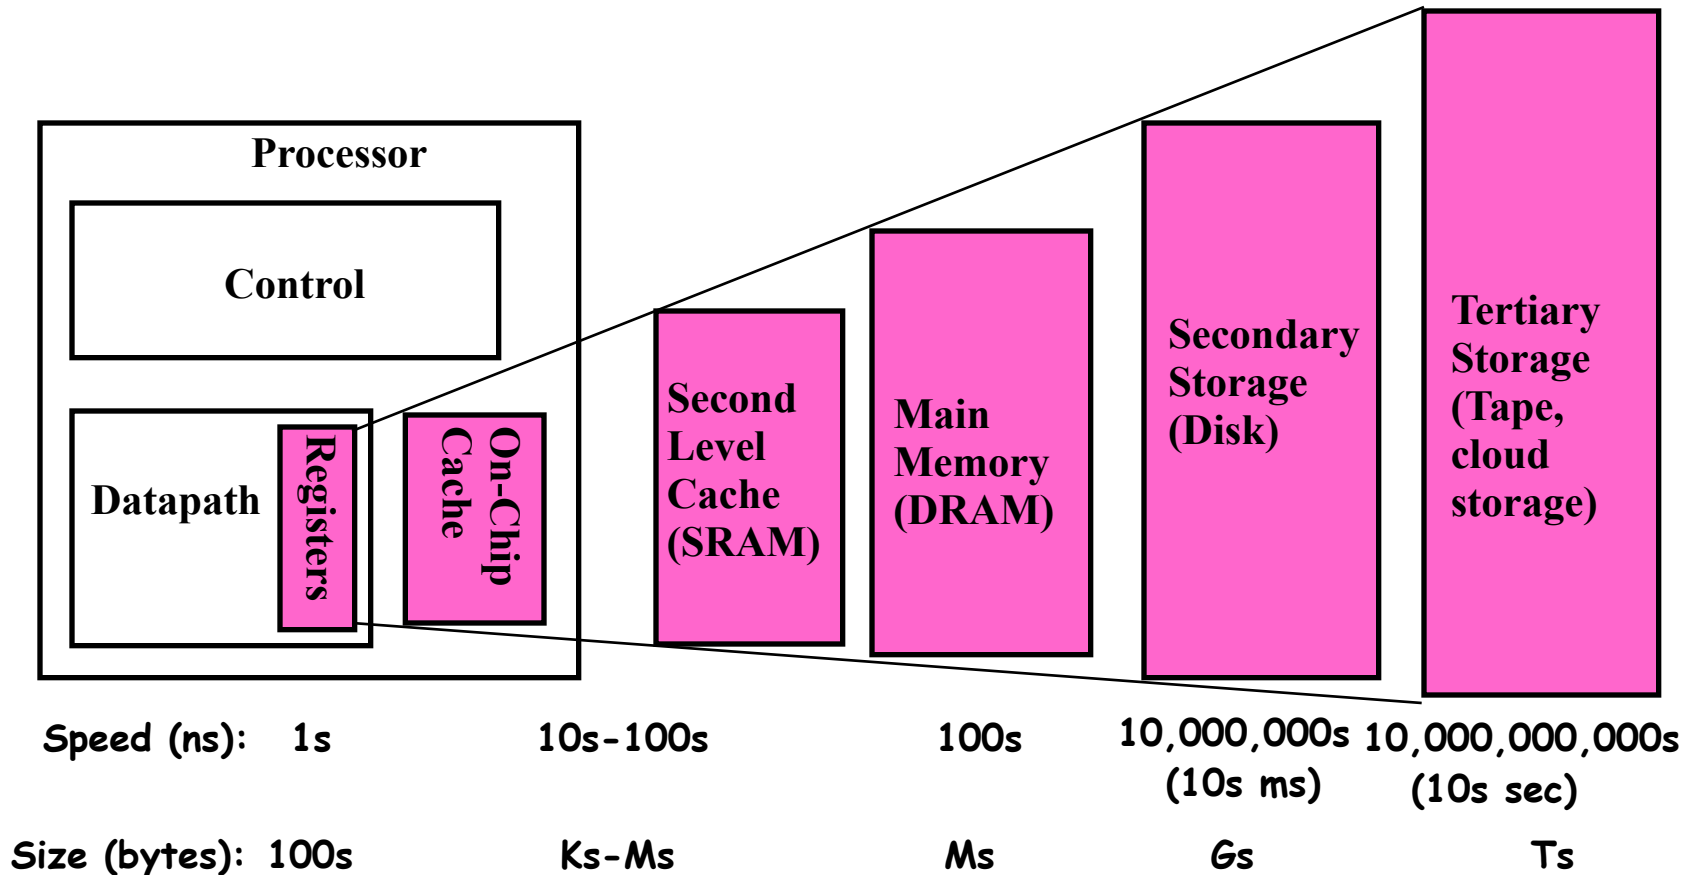 Processor
Control
Datapath
Registers
On-Chip
Cache
Second
Level
Cache
(SRAM)
Main
Memory
(DRAM)
Secondary
Storage
(Disk)
Tertiary
Storage
(Tape,
cloud
storage)
Speed (ns): 1s 10s-100s 100s 10,000,000s 10,000,000,000s
(10s ms) (10s sec)
Size (bytes): 100s Ks-Ms Ms Gs Ts